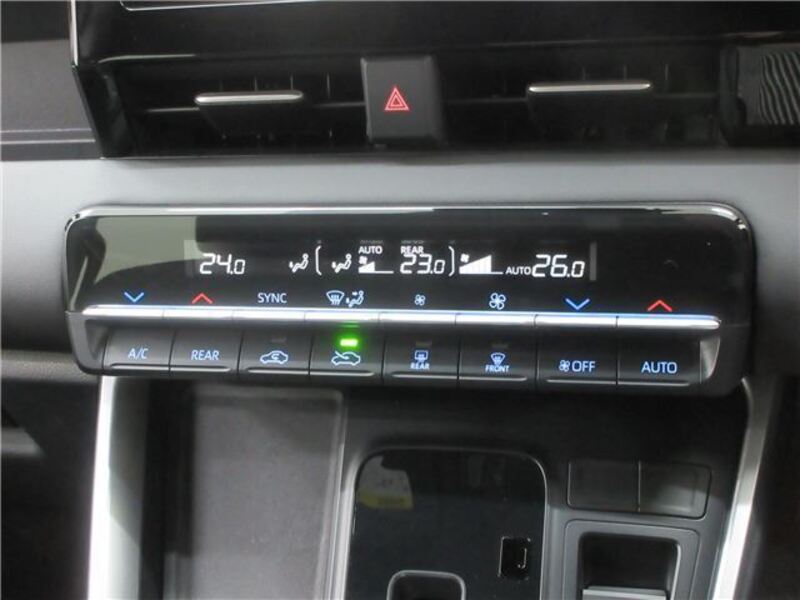 AUTO REAR
24.0 23.0 AUTO 26.0
SYNC
A/C REAR REAR FRONT OFF AUTO